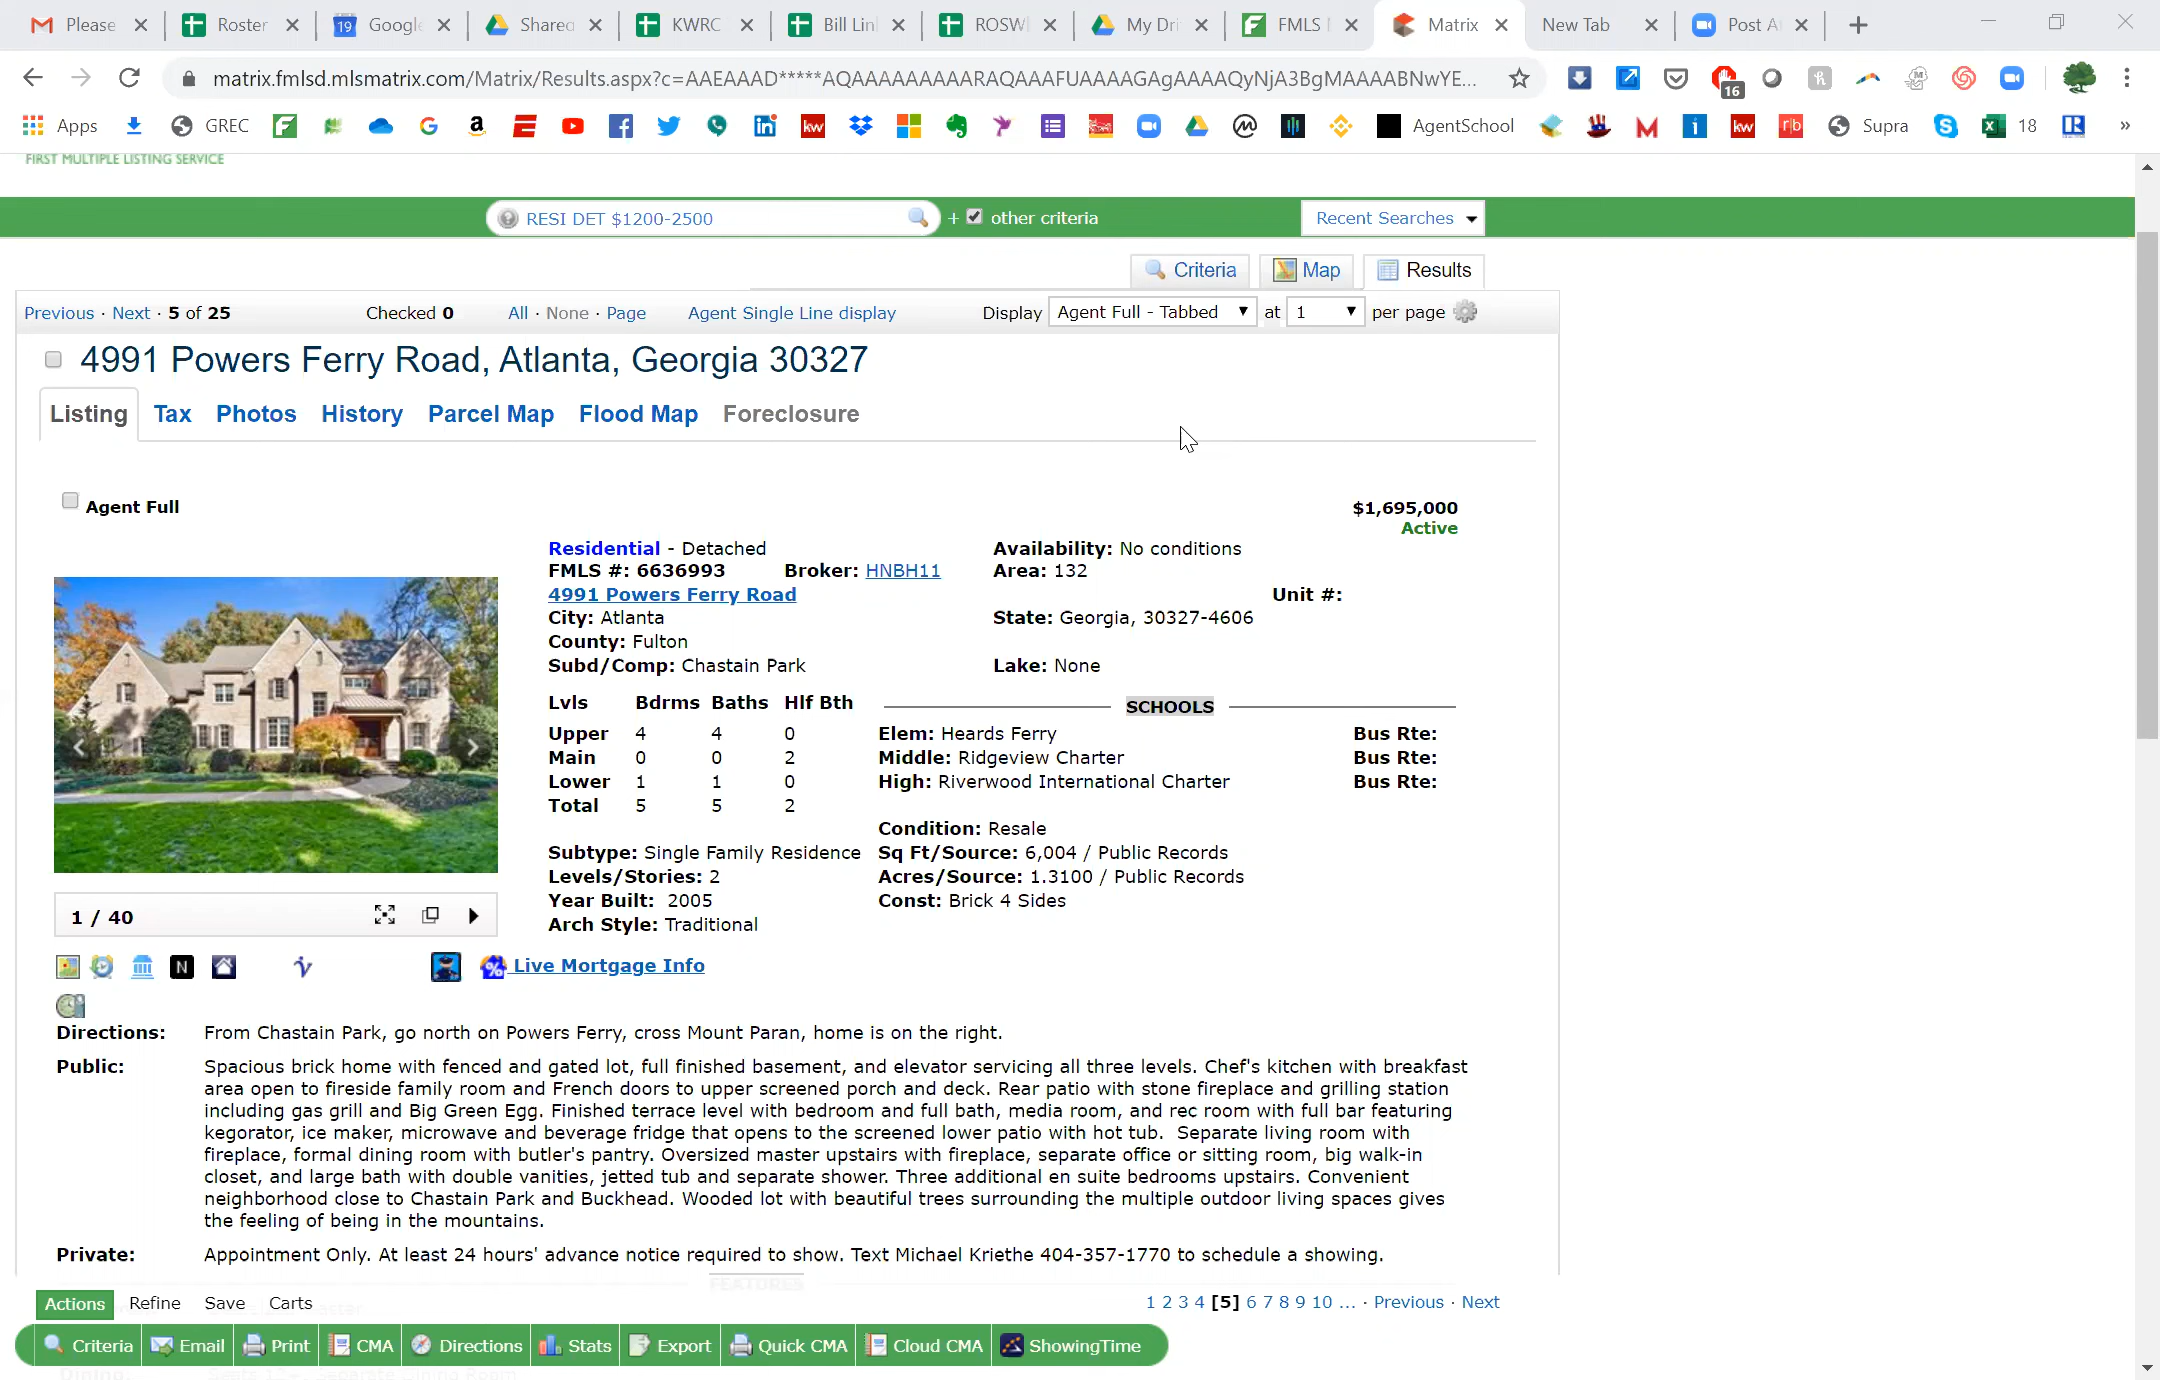 Please
Roster
19 Google
Shared
KWRC
Bill Lin
ROSW
My Dri
FMLS
Matrix
New Tab
Post A
matrix.fmlsd.mlsmatrix.com/Matrix/Results.aspx?c=AAEAAAD*****AQAAAAAAAAARAQAAAFUAAAAGAgAAAAQyNjA3BgMAAAABNwYE...
16
Apps GREC AgentSchool Supra 18 »
FIRST MULTIPLE LISTING SERVICE
RESI DET $1200-2500 + other criteria Recent Searches
Criteria Map Results
Previous · Next · 5 of 25 Checked 0 All · None · Page Agent Single Line display Display Agent Full - Tabbed at 1 per page
4991 Powers Ferry Road, Atlanta, Georgia 30327
Listing Tax Photos History Parcel Map Flood Map Foreclosure
Agent Full $1,695,000
Active
Residential - Detached Availability: No conditions
FMLS #: 6636993 Broker: HNBH11 Area: 132
4991 Powers Ferry Road Unit #:
City: Atlanta State: Georgia, 30327-4606
County: Fulton
Subd/Comp: Chastain Park Lake: None
Lvls Bdrms Baths Hlf Bth SCHOOLS
Upper 4 4 0 Elem: Heards Ferry Bus Rte:
Main 0 0 2 Middle: Ridgeview Charter Bus Rte:
Lower 1 1 0 High: Riverwood International Charter Bus Rte:
Total 5 5 2
Condition: Resale
Subtype: Single Family Residence Sq Ft/Source: 6,004 / Public Records
Levels/Stories: 2 Acres/Source: 1.3100 / Public Records
Year Built: 2005 Const: Brick 4 Sides
Arch Style: Traditional
1 / 40
N Live Mortgage Info
Directions: From Chastain Park, go north on Powers Ferry, cross Mount Paran, home is on the right.
Public: Spacious brick home with fenced and gated lot, full finished basement, and elevator servicing all three levels. Chef's kitchen with breakfast
area open to fireside family room and French doors to upper screened porch and deck. Rear patio with stone fireplace and grilling station
including gas grill and Big Green Egg. Finished terrace level with bedroom and full bath, media room, and rec room with full bar featuring
kegorator, ice maker, microwave and beverage fridge that opens to the screened lower patio with hot tub. Separate living room with
fireplace, formal dining room with butler's pantry. Oversized master upstairs with fireplace, separate office or sitting room, big walk-in
closet, and large bath with double vanities, jetted tub and separate shower. Three additional en suite bedrooms upstairs. Convenient
neighborhood close to Chastain Park and Buckhead. Wooded lot with beautiful trees surrounding the multiple outdoor living spaces gives
the feeling of being in the mountains.
Private: Appointment Only. At least 24 hours' advance notice required to show. Text Michael Kriethe 404-357-1770 to schedule a showing.
FEATURES
Actions Refine Save Carts 1 2 3 4 [5] 6 7 8 9 10 ... · Previous · Next
Criteria Email Print CMA Directions Stats Export Quick CMA Cloud CMA ShowingTime
Dining: Seats 12+, Separate Dining Room